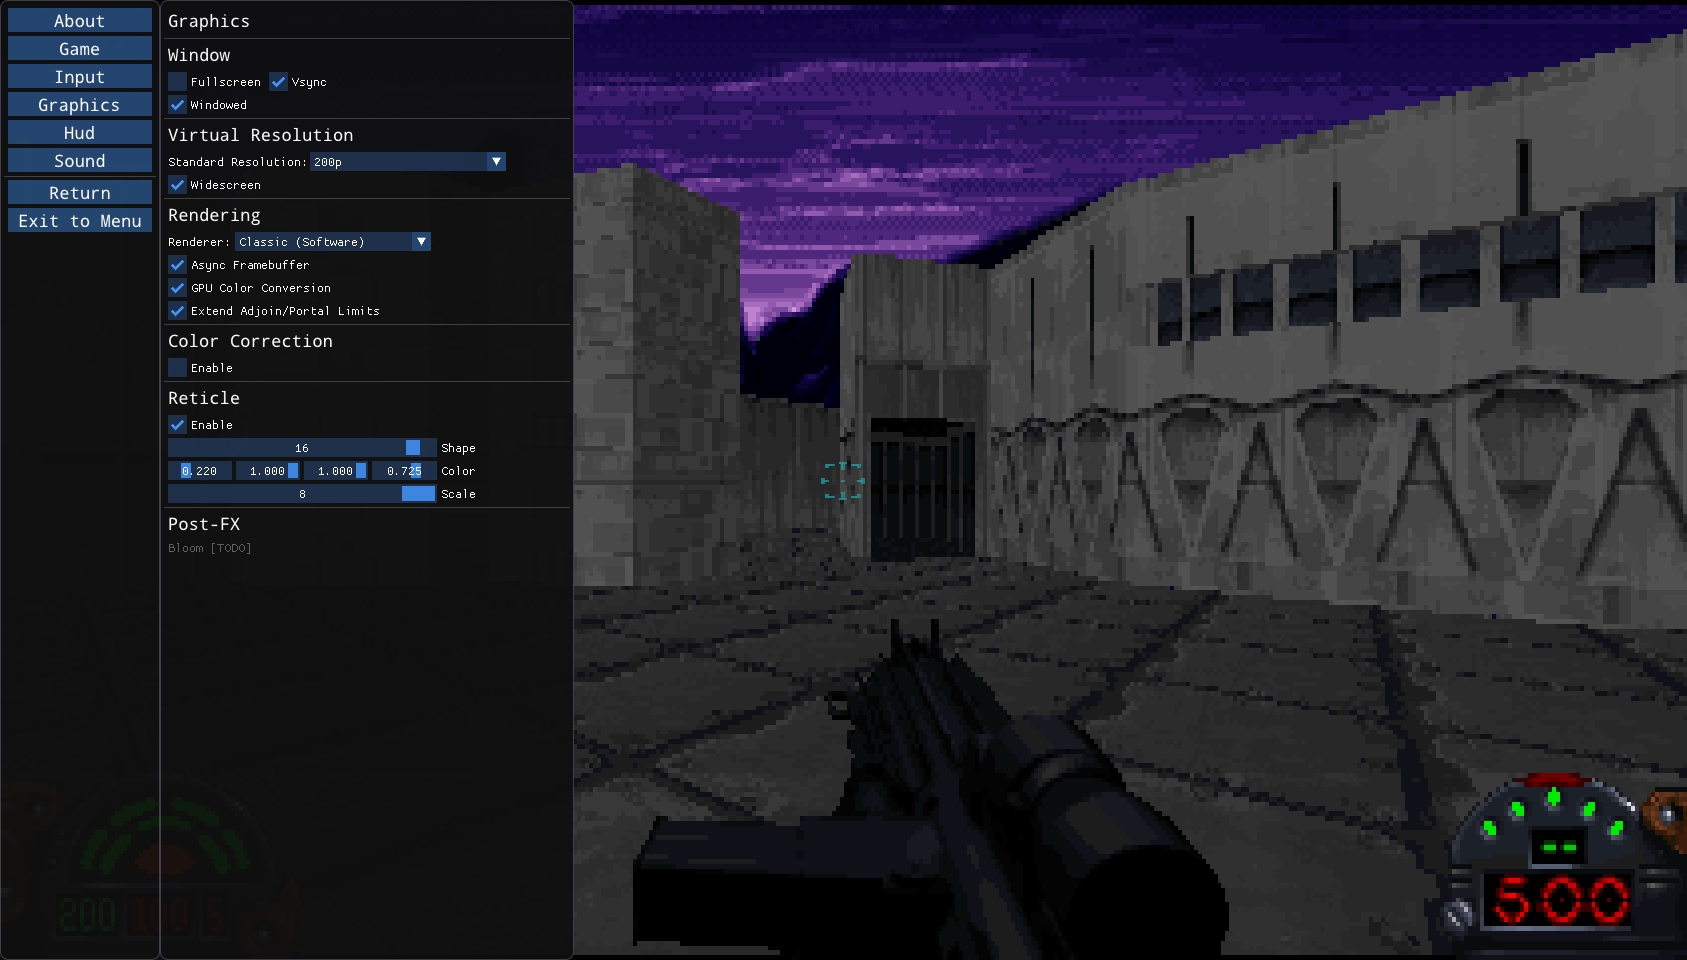 About
Game
Input
Graphics
Hud
Sound
Return
Exit to Menu
Graphics
Window
Fullscreen Vsync
Windowed
Virtual Resolution
Standard Resolution: 200p
Widescreen
Rendering
Renderer: Classic (Software)
Async Framebuffer
GPU Color Conversion
Extend Adjoin/Portal Limits
Color Correction
Enable
Reticle
Enable
16 Shape
0.220 1.000 1.000 0.725 Color
8 Scale
Post-FX
Bloom [TODO]
200 100 5
--
500